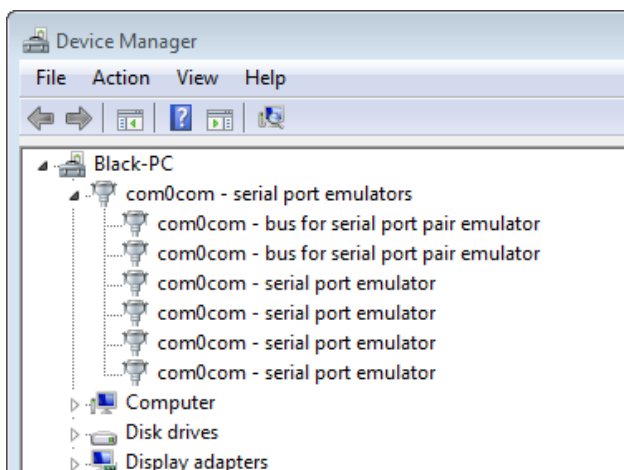 Device Manager
File Action View Help
Black-PC
com0com - serial port emulators
com0com - bus for serial port pair emulator
com0com - bus for serial port pair emulator
com0com - serial port emulator
com0com - serial port emulator
com0com - serial port emulator
com0com - serial port emulator
Computer
Disk drives
Display adapters